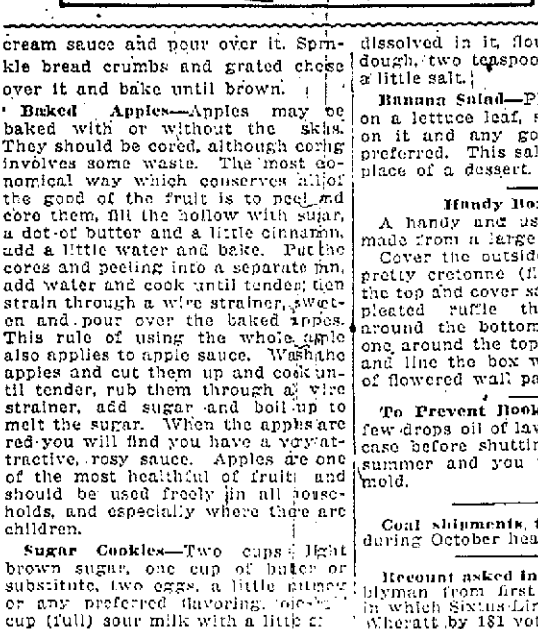 cream sauce and pour over it. Sprin-
kle bread crumbs and grated cheese
over it and bake until brown.
Baked Apples—Apples may be
baked with or without the skins.
They should be cored, although coring
involves some waste. The most eco-
nomical way which conserves all of
the good of the fruit is to peel and
core them, fill the hollow with sugar,
a dot of butter and a little cinnamon,
add a little water and bake. Put the
cores and peeling into a separate pan,
add water and cook until tender; then
strain through a wire strainer, sweet-
en and pour over the baked apples.
This rule of using the whole apple
also applies to apple sauce. Wash the
apples and cut them up and cook un-
til tender, rub them through a wire
strainer, add sugar and boil up to
melt the sugar. When the apples are
red you will find you have a very at-
tractive, rosy sauce. Apples are one
of the most healthful of fruits and
should be used freely in all house-
holds, and especially where there are
children.
Sugar Cookies—Two cups light
brown sugar, one cup of butter or
substitute, two eggs, a little nutmeg
or any preferred flavoring,
cup (full) sour milk with a little
dissolved in it, flou
dough, two teaspoo
a little salt.
Banana Salad—P
on a lettuce leaf, s
on it and any go
preferred. This sal
place of a dessert.
Handy Bo
A handy and us
made from a large
Cover the outside
pretty cretonne (fl
the top and cover s
pleated ruffle th
around the bottom
one around the top
and line the box w
of flowered wall pa
To Prevent Book
few drops oil of lav
case before shuttin
summer and you
mold.
Coal shipments, t
during October hea
Recount asked in
blyman from first
in which Sixtus Lin
Wheratt by 181 vot